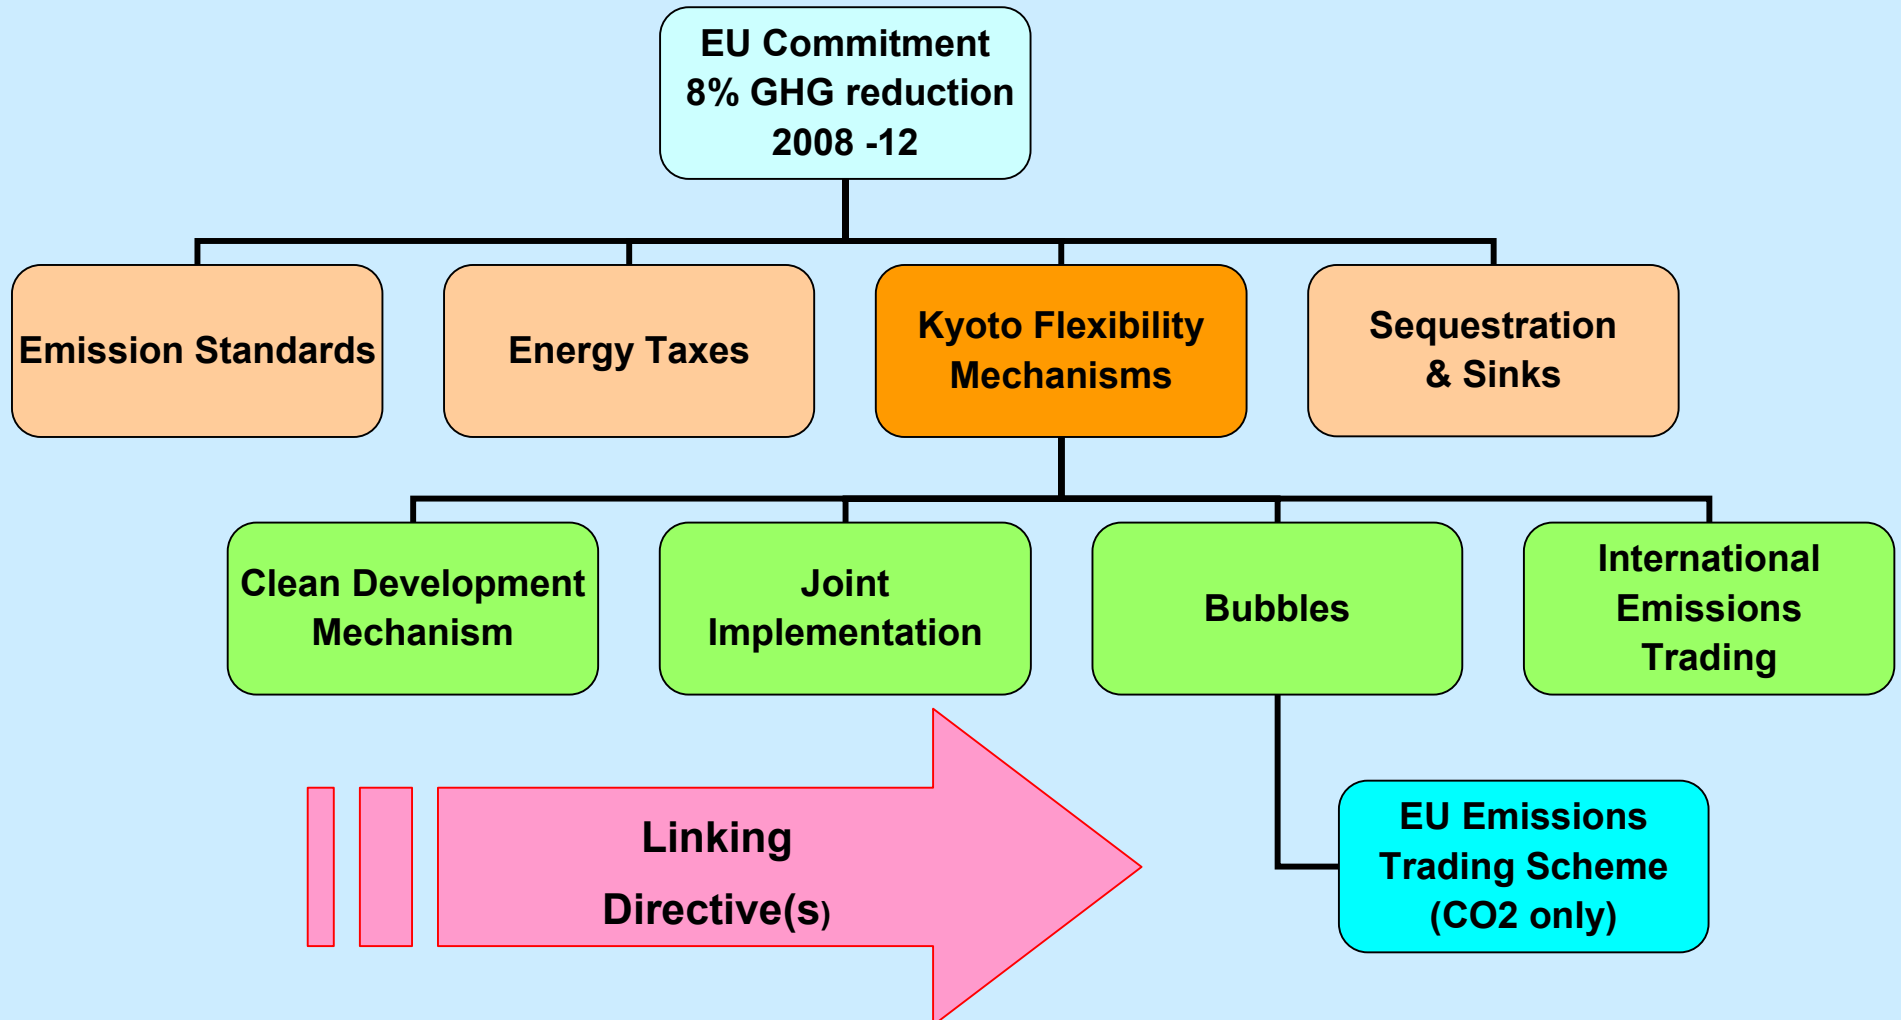 EU Commitment
8% GHG reduction
2008 -12
Emission Standards
Energy Taxes
Kyoto Flexibility
Mechanisms
Sequestration
& Sinks
Clean Development
Mechanism
Joint
Implementation
Bubbles
International
Emissions
Trading
Linking
Directive(s)
EU Emissions
Trading Scheme
(CO2 only)